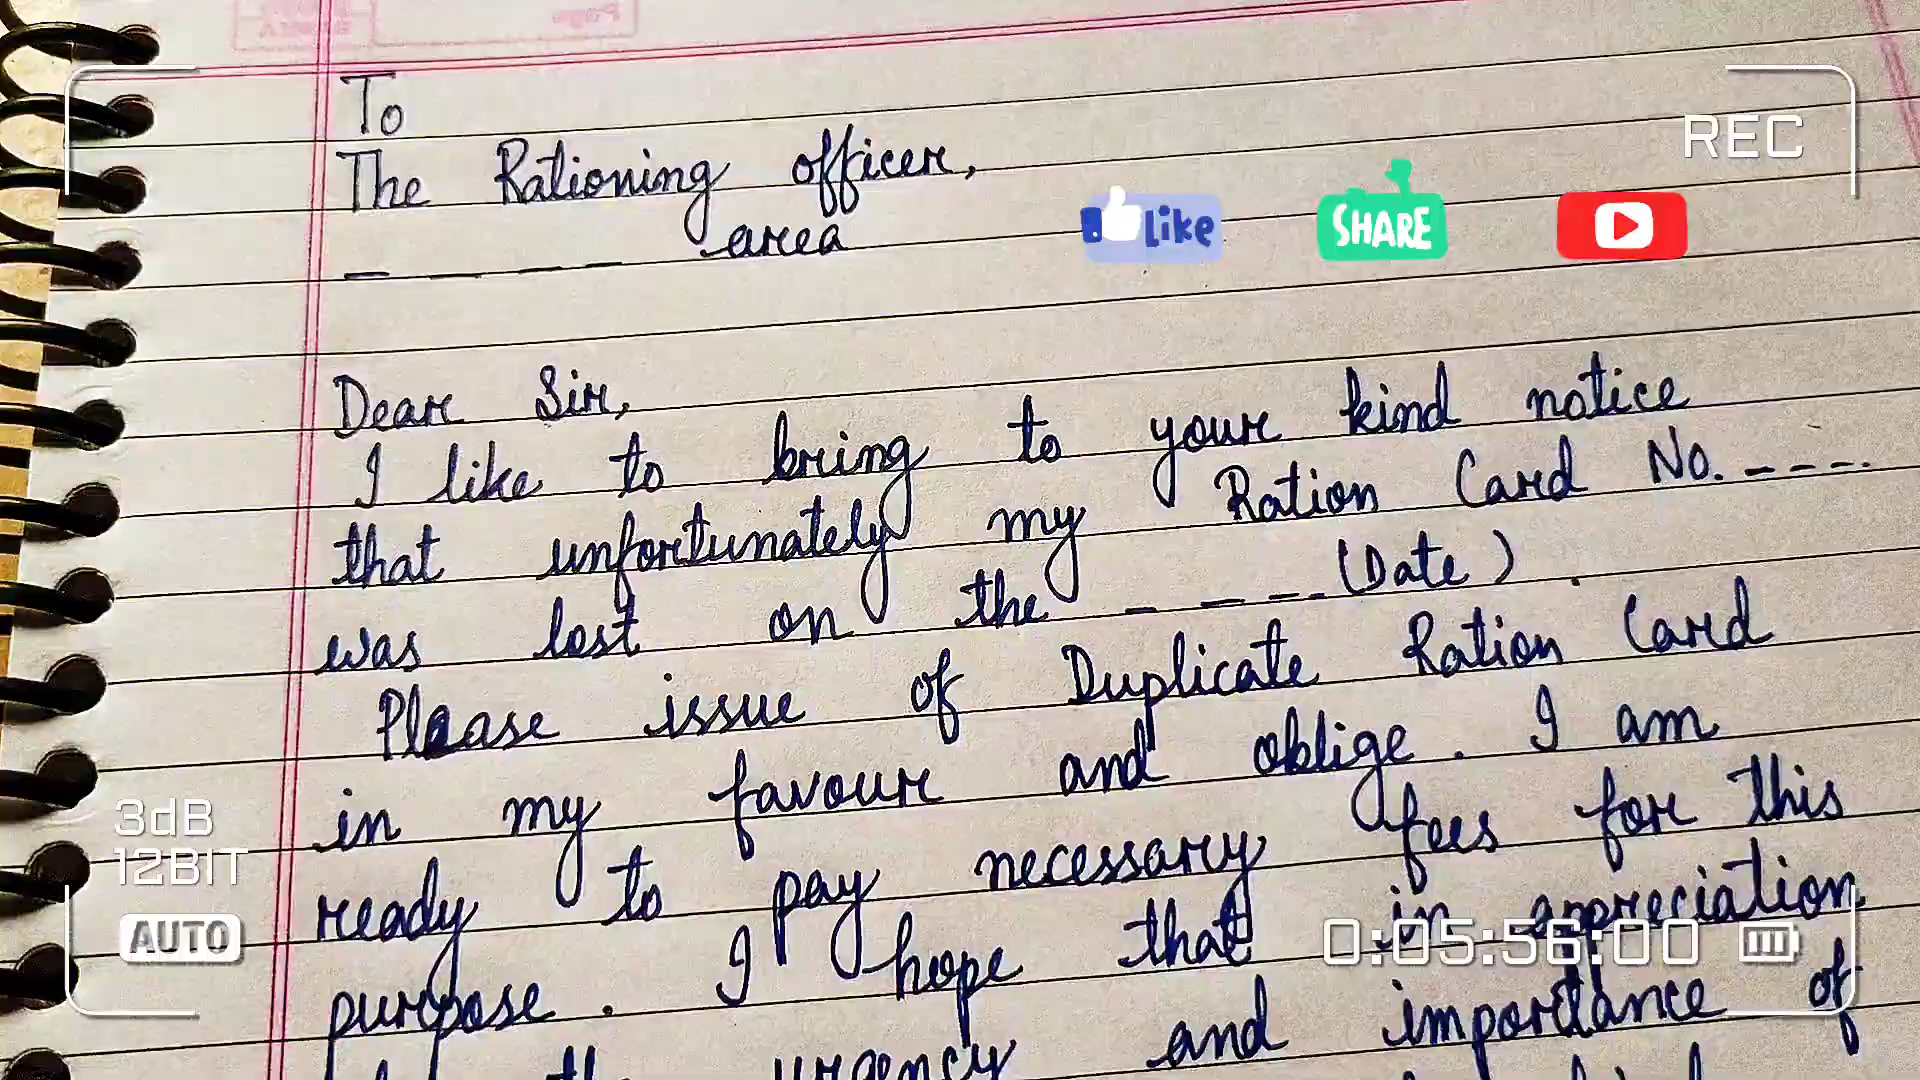 To
The Rationing officer,
_ _ _ _ area
like
SHARE
REC
Dear Sir,
I like to bring to your kind notice
that unfortunately my Ration Card No. ----
was lost on the _ _ _ _ (Date).
Please issue of Duplicate Ration Card
in my favour and oblige. I am
ready to pay necessary fees for this
purpose. I hope that in appreciation
urgency and importance of
3dB
12BIT
AUTO
0:05:56:00